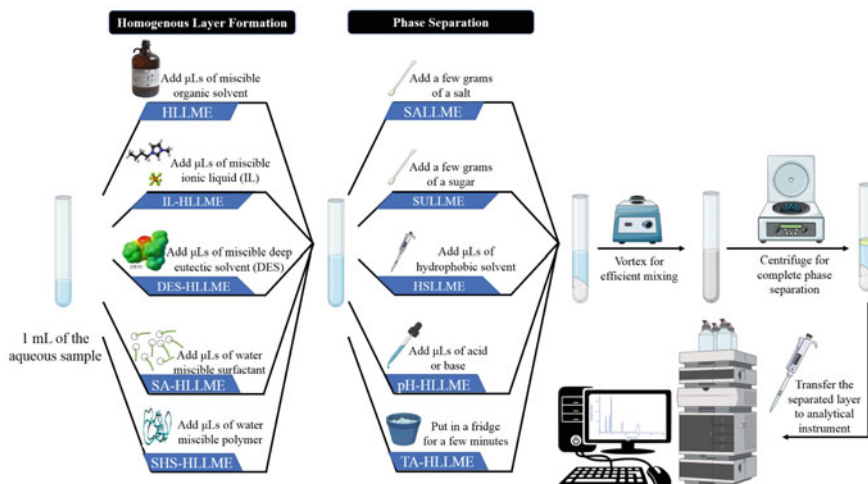 Homogenous Layer Formation
Phase Separation
Add μLs of miscible
organic solvent
HLLME
Add μLs of miscible
ionic liquid (IL)
IL-HLLME
Add μLs of miscible deep
eutectic solvent (DES)
DES-HLLME
Add μLs of water
miscible surfactant
SA-HLLME
Add μLs of water
miscible polymer
SHS-HLLME
1 mL of the
aqueous sample
Add a few grams
of a salt
SALLME
Add a few grams
of a sugar
SULLME
Add μLs of
hydrophobic solvent
HSLLME
Add μLs of acid
or base
pH-HLLME
Put in a fridge
for a few minutes
TA-HLLME
Vortex for
efficient mixing
Centrifuge for
complete phase
separation
Transfer the
separated layer
to analytical
instrument